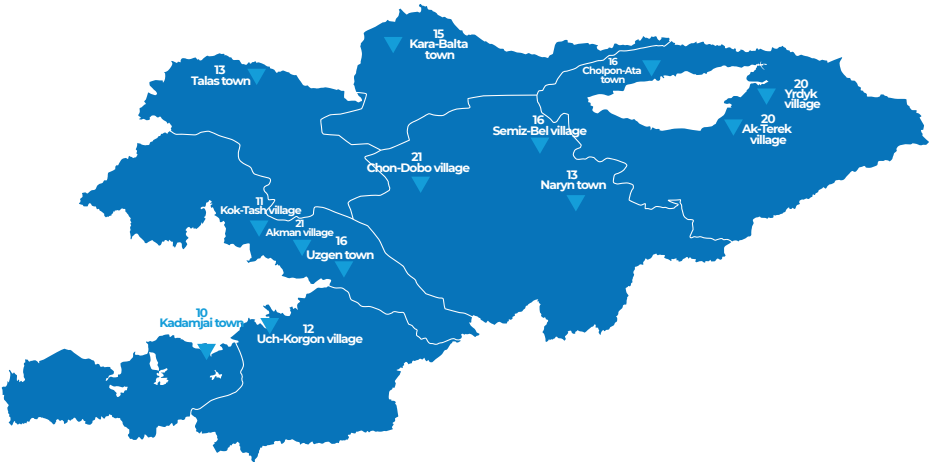 15
Kara-Balta
town
13
Talas town
16
Cholpon-Ata
town
20
Yrdyk
village
20
Ak-Terek
village
16
Semiz-Bel village
21
Chon-Dobo village
13
Naryn town
11
Kok-Tash village
21
Akman village
16
Uzgen town
10
Kadamjai town
12
Uch-Korgon village